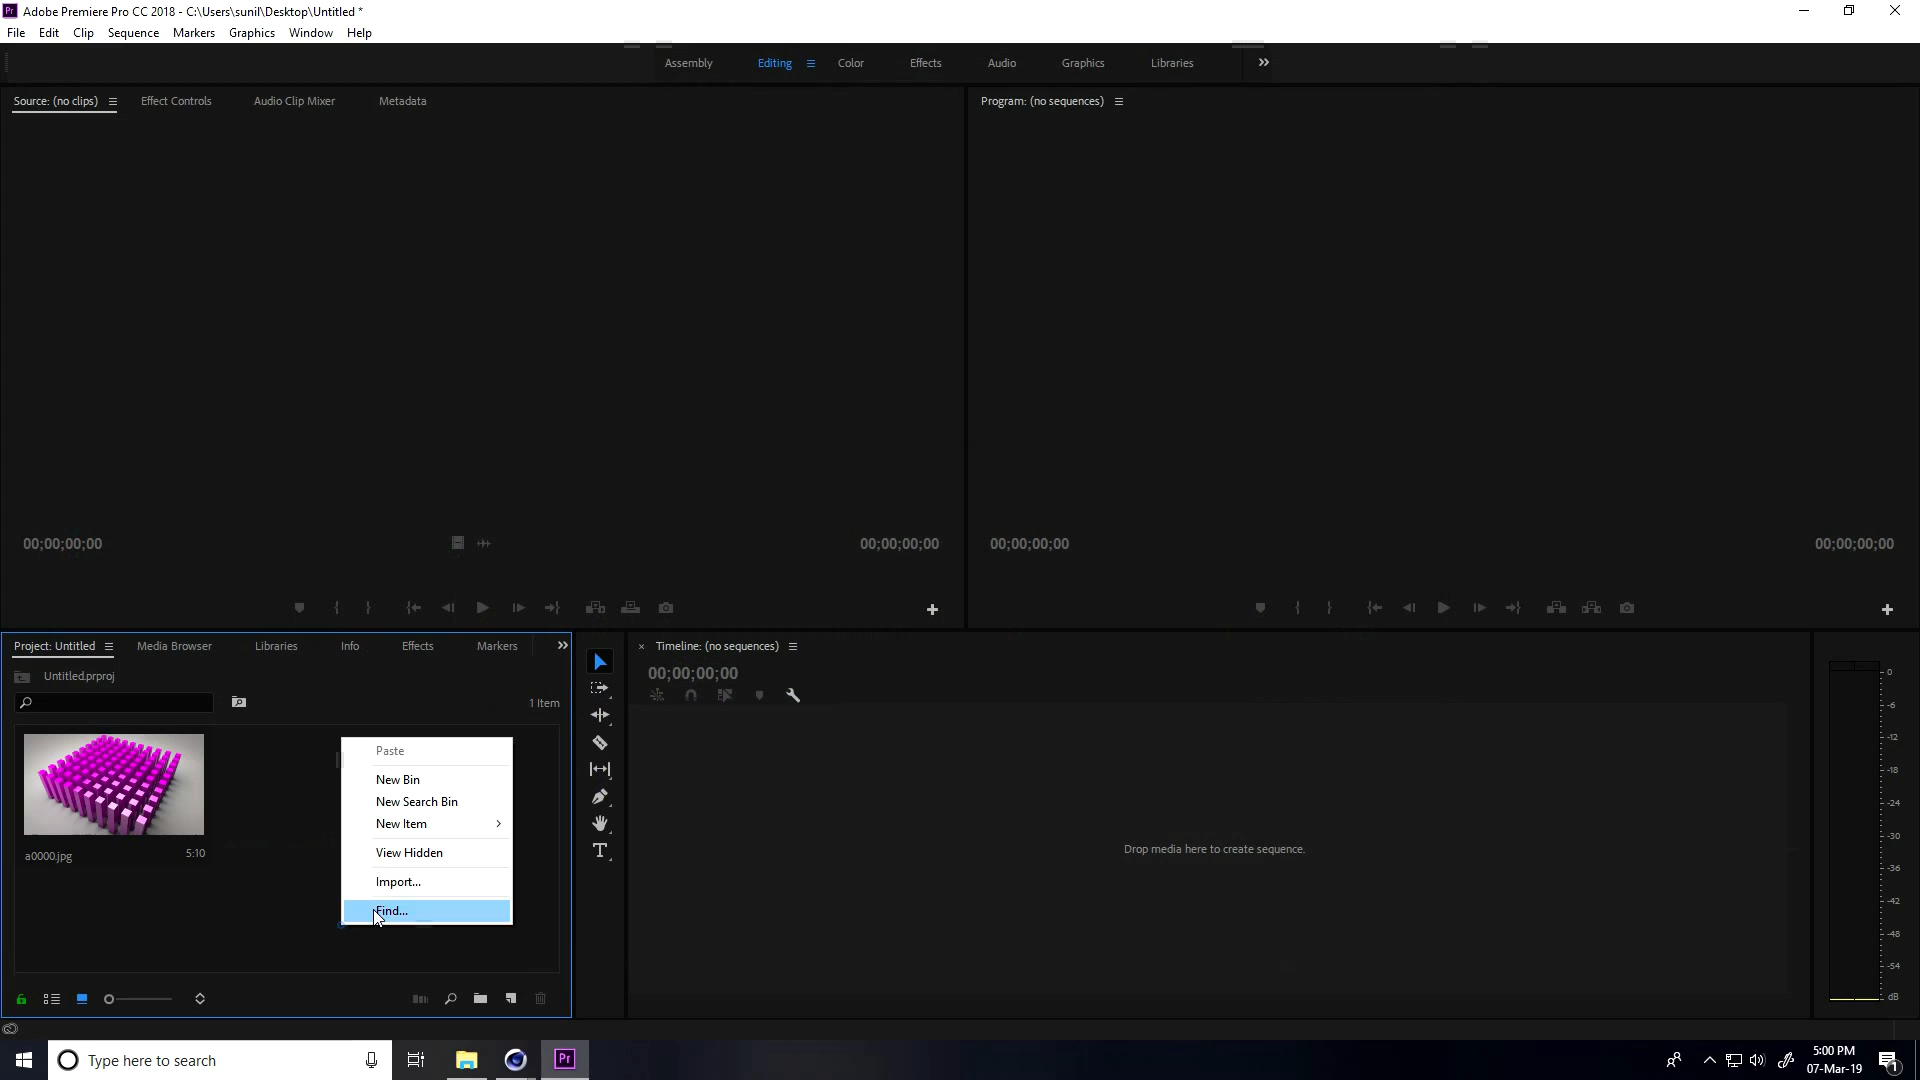 Adobe Premiere Pro CC 2018 - C:\Users\sunil\Desktop\Untitled *
File Edit Clip Sequence Markers Graphics Window Help
Assembly Editing Color Effects Audio Graphics Libraries
Source: (no clips) Effect Controls Audio Clip Mixer Metadata
Program: (no sequences)
00;00;00;00 00;00;00;00
00;00;00;00 00;00;00;00
Project: Untitled Media Browser Libraries Info Effects Markers
Untitled.prproj
1 Item
a0000.jpg 5:10
Paste
New Bin
New Search Bin
New Item
View Hidden
Import...
Find...
Timeline: (no sequences)
00;00;00;00
Drop media here to create sequence.
0
-6
-12
-18
-24
-30
-36
-42
-48
-54
dB
Type here to search
Pr
5:00 PM
07-Mar-19
1